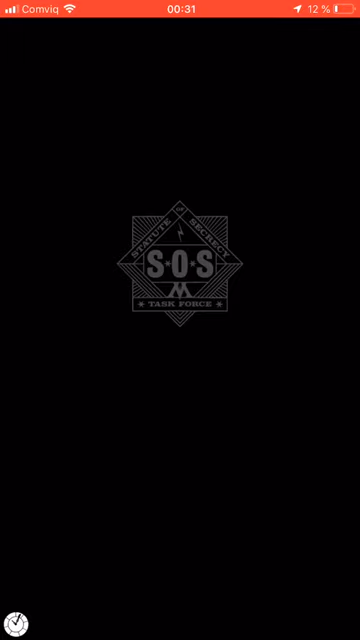 Comviq
00:31
12 %
OF
STATUTE SECRECY
S*O*S
M
* TASK FORCE *